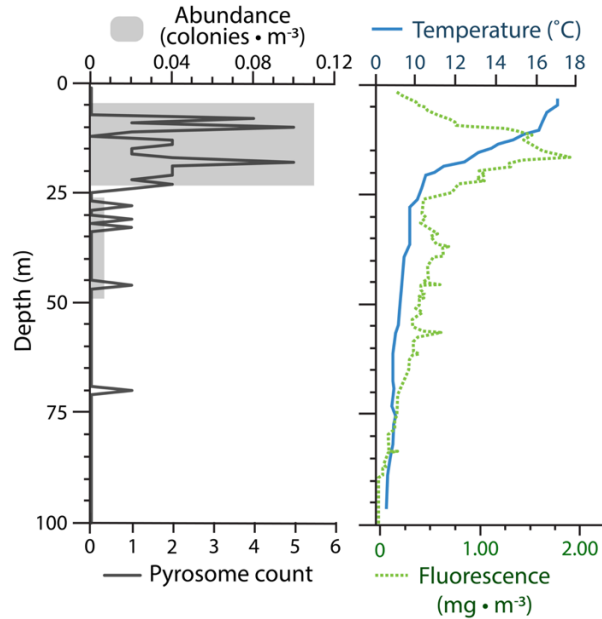 Abundance
(colonies • m⁻³)
0 0.04 0.08 0.12
Temperature (˚C)
0 10 12 14 16 18
0
25
50
75
100
Depth (m)
0 1 2 3 4 5 6
Pyrosome count
0 1.00 2.00
Fluorescence
(mg • m⁻³)